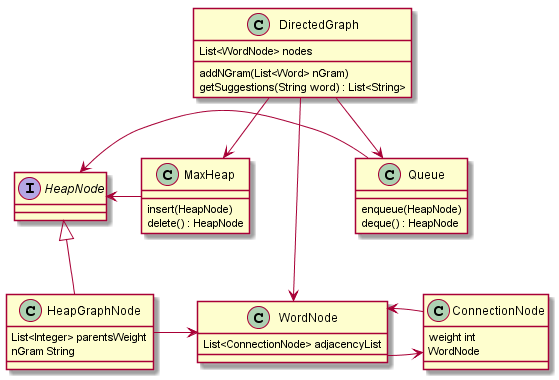 C DirectedGraph
List<WordNode> nodes
addNGram(List<Word> nGram)
getSuggestions(String word) : List<String>
I HeapNode
C MaxHeap
insert(HeapNode)
delete() : HeapNode
C Queue
enqueue(HeapNode)
deque() : HeapNode
C HeapGraphNode
List<Integer> parentsWeight
nGram String
C WordNode
List<ConnectionNode> adjacencyList
C ConnectionNode
weight int
WordNode